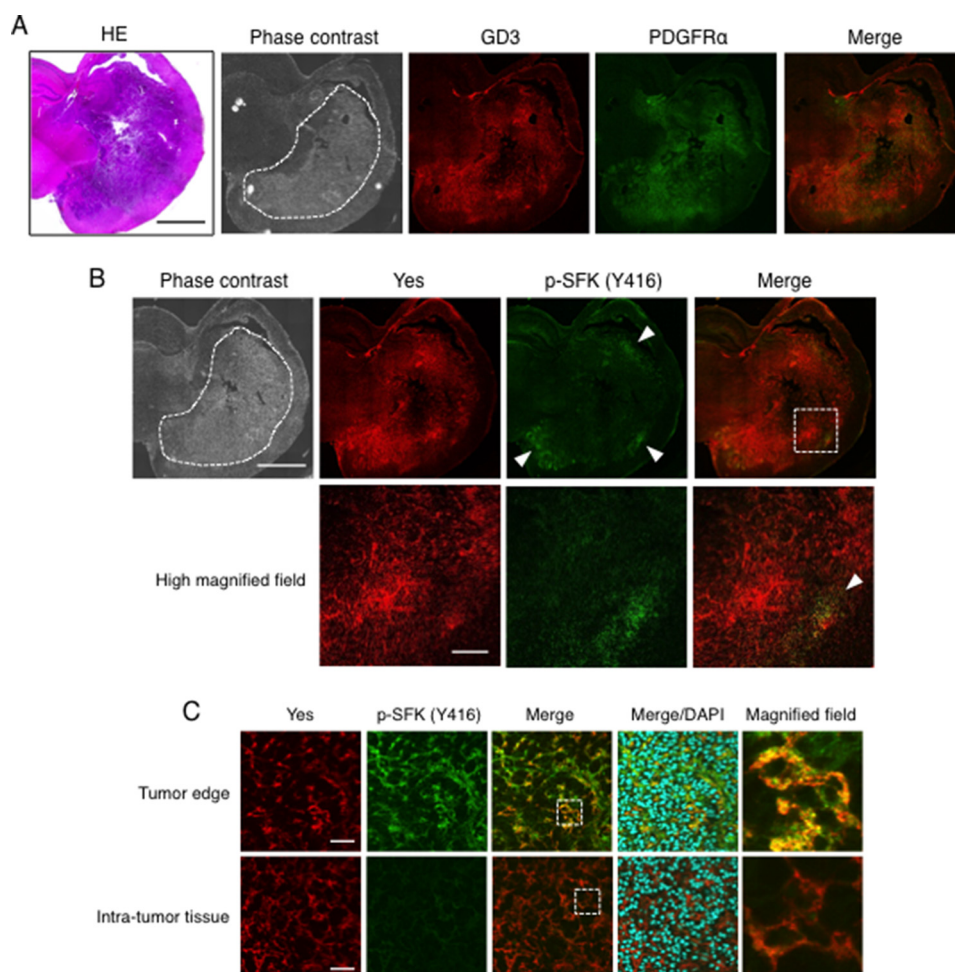 A
HE
Phase contrast
GD3
PDGFRα
Merge
B
Phase contrast
Yes
p-SFK (Y416)
Merge
High magnified field
C
Yes
p-SFK (Y416)
Merge
Merge/DAPI
Magnified field
Tumor edge
Intra-tumor tissue